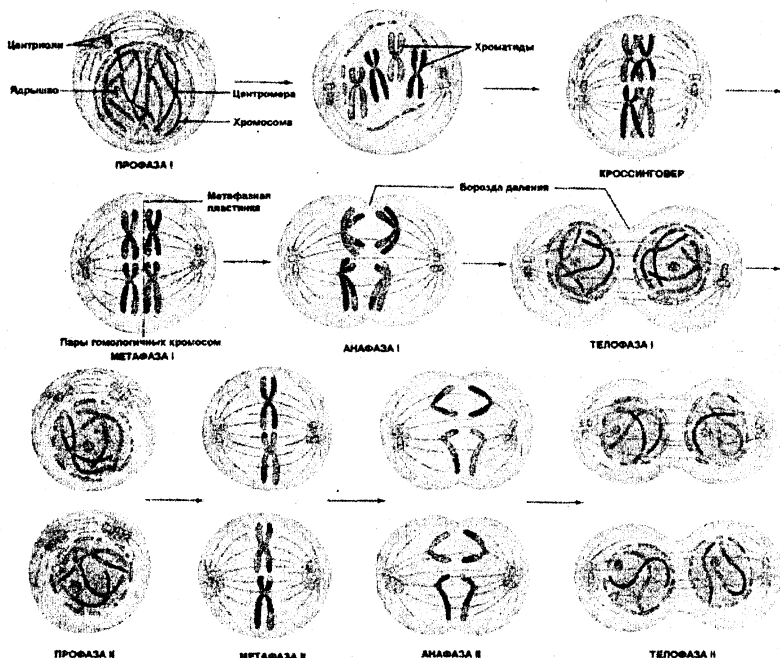 Центриоли
Хроматиды
Ядрышко
Центромера
Хромосома
ПРОФАЗА I
КРОССИНГОВЕР
Метафазная
пластинка
Борозда деления
Пары гомологичных хромосом
МЕТАФАЗА I
АНАФАЗА I
ТЕЛОФАЗА I
ПРОФАЗА II
МЕТАФАЗА II
АНАФАЗА II
ТЕЛОФАЗА II